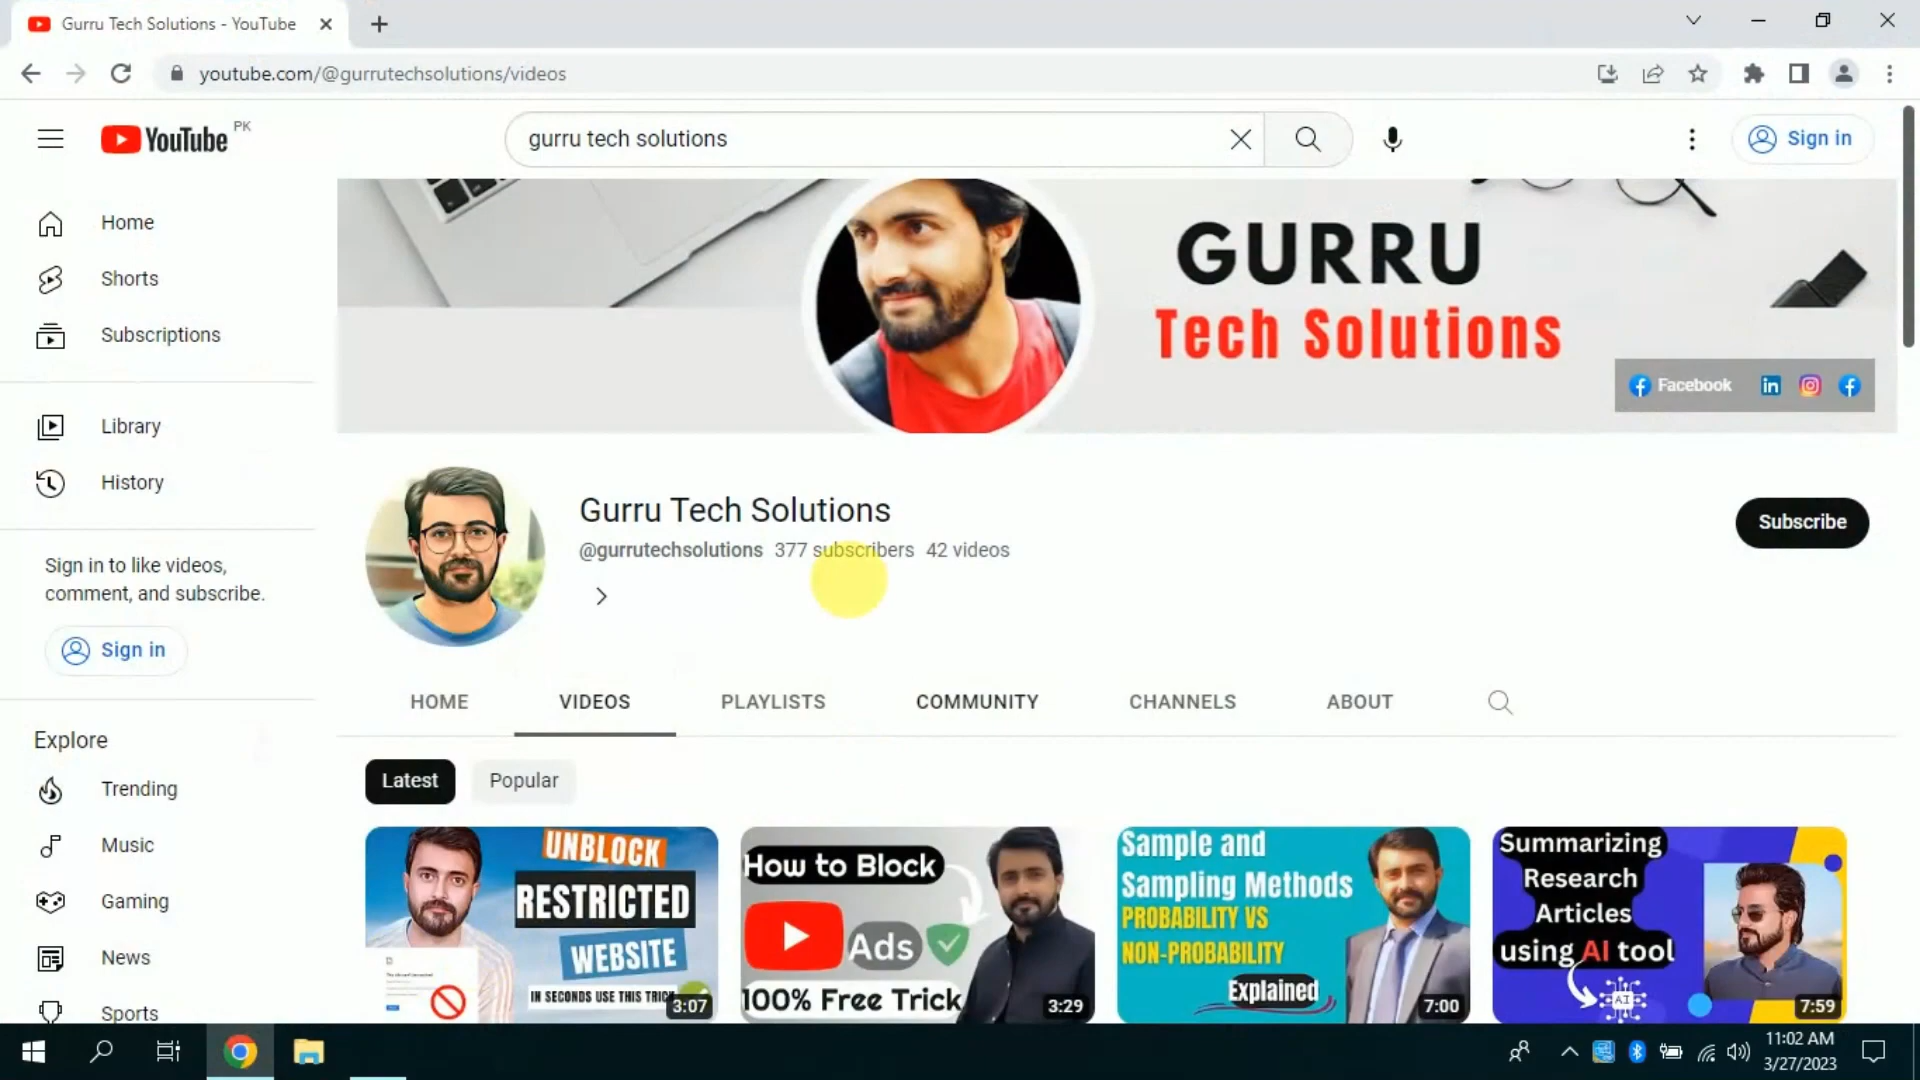 Gurru Tech Solutions - YouTube
youtube.com/@gurrutechsolutions/videos
YouTube PK
gurru tech solutions
Sign in
Home
Shorts
Subscriptions
Library
History
Sign in to like videos,
comment, and subscribe.
Sign in
Explore
Trending
Music
Gaming
News
Sports
GURRU
Tech Solutions
Facebook
Gurru Tech Solutions
@gurrutechsolutions 377 subscribers 42 videos
Subscribe
HOME VIDEOS PLAYLISTS COMMUNITY CHANNELS ABOUT
Latest Popular
UNBLOCK
RESTRICTED
WEBSITE
IN SECONDS USE THIS TRICK
3:07
How to Block
Ads
100% Free Trick
3:29
Sample and
Sampling Methods
PROBABILITY VS
NON-PROBABILITY
Explained
7:00
Summarizing
Research
Articles
using AI tool
AI
7:59
11:02 AM
3/27/2023